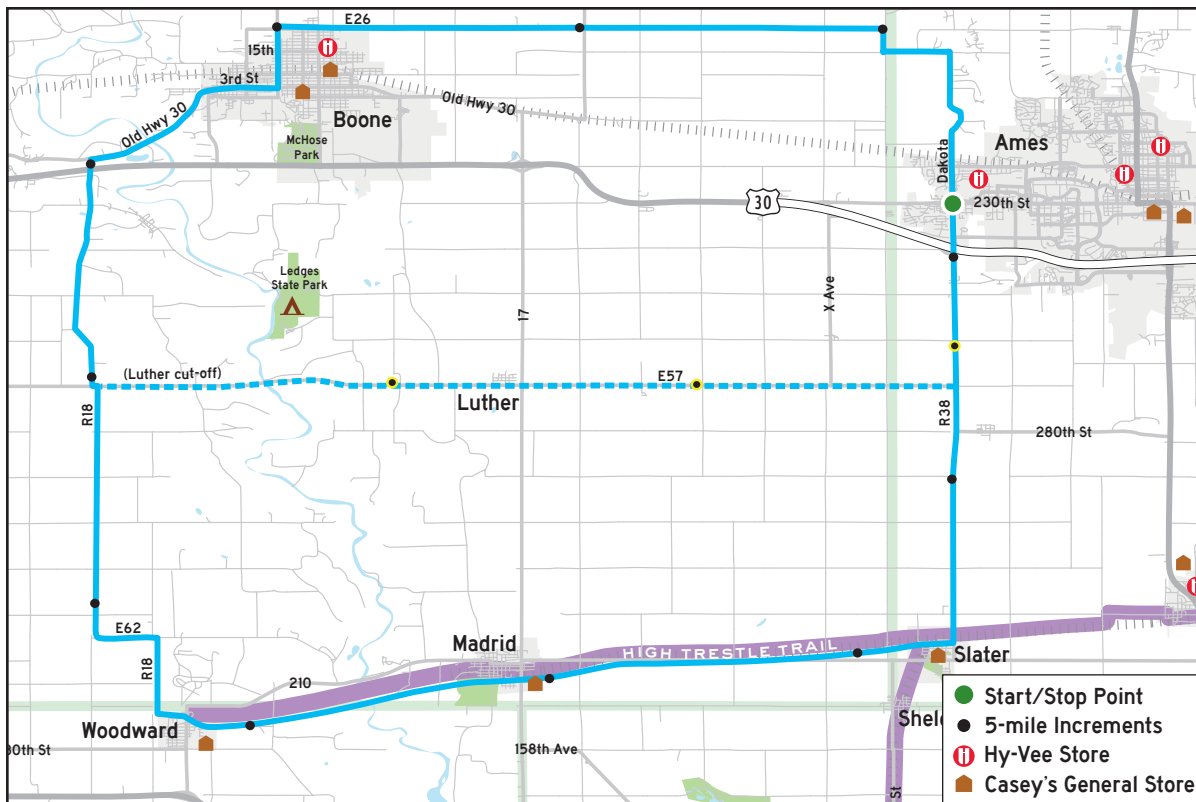 E26
15th
3rd St
Old Hwy 30
Old Hwy 30
Boone
McHose
Park
Dakota
Ames
30
230th St
Ledges
State Park
17
X Ave
(Luther cut-off)
E57
Luther
R18
R38
280th St
E62
R18
Madrid
HIGH TRESTLE TRAIL
Slater
210
Woodward
158th Ave
St
Start/Stop Point
5-mile Increments
Hy-Vee Store
Casey's General Store